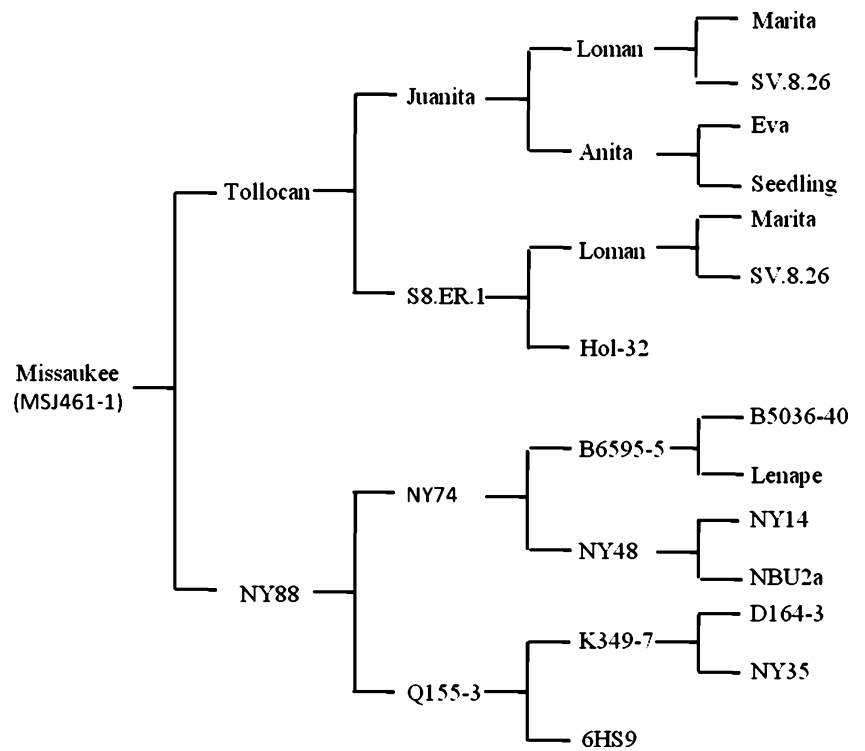 Marita
Loman
SV.8.26
Juanita
Eva
Anita
Seedling
Tollocan
Marita
Loman
SV.8.26
S8.ER.1
Hol-32
Missaukee
(MSJ461-1)
B5036-40
B6595-5
Lenape
NY74
NY14
NY48
NBU2a
NY88
D164-3
K349-7
NY35
Q155-3
6HS9